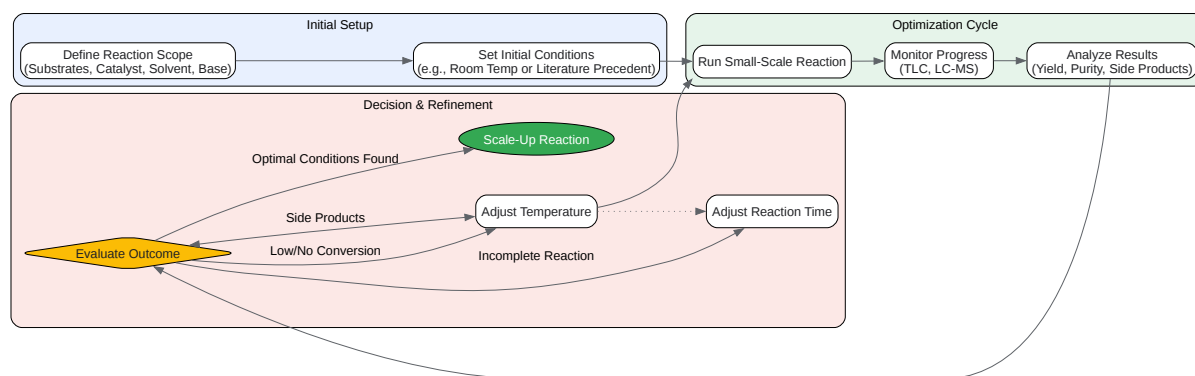 Initial Setup
Define Reaction Scope
(Substrates, Catalyst, Solvent, Base)
Set Initial Conditions
(e.g., Room Temp or Literature Precedent)
Optimization Cycle
Run Small-Scale Reaction
Monitor Progress
(TLC, LC-MS)
Analyze Results
(Yield, Purity, Side Products)
Decision & Refinement
Scale-Up Reaction
Optimal Conditions Found
Side Products
Adjust Temperature
Adjust Reaction Time
Evaluate Outcome
Low/No Conversion
Incomplete Reaction